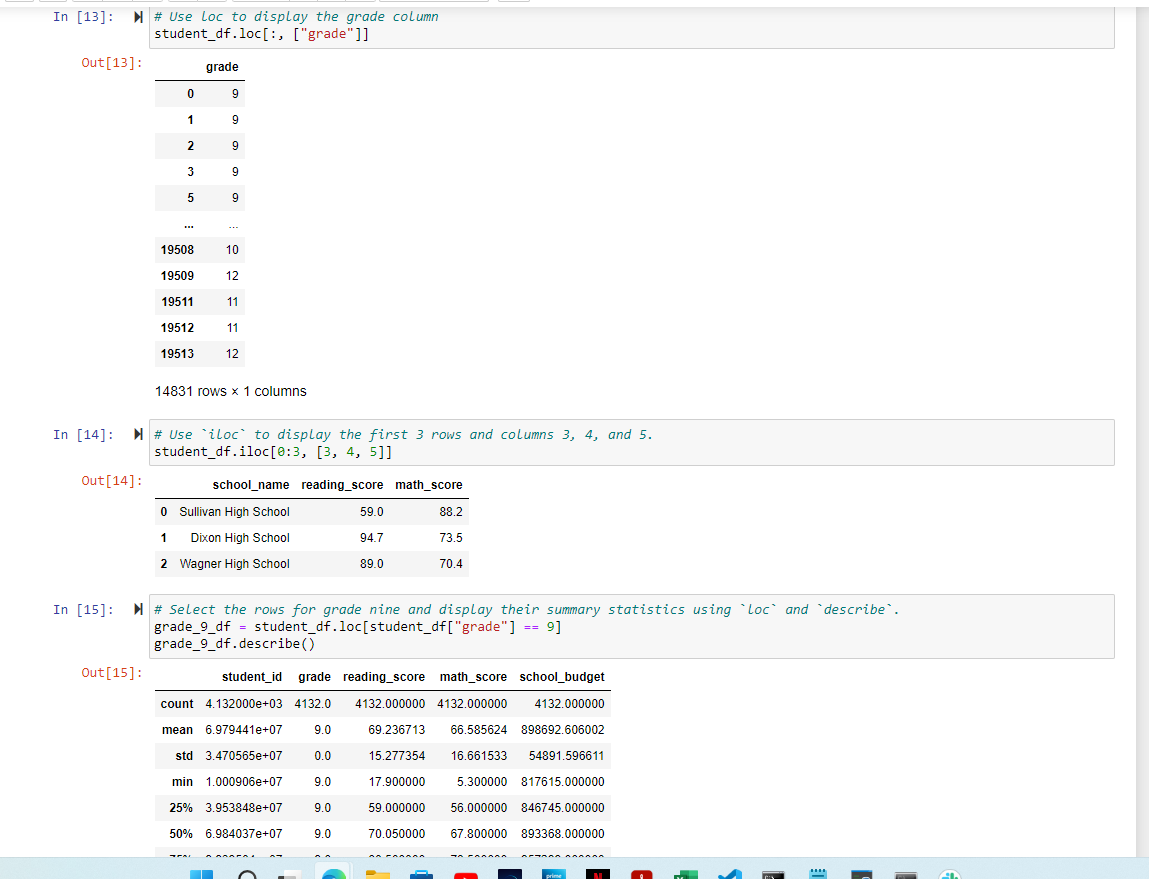 In [13]: # Use loc to display the grade column
student_df.loc[:, ["grade"]]
Out[13]:
grade
0 9
1 9
2 9
3 9
5 9
... ...
19508 10
19509 12
19511 11
19512 11
19513 12
14831 rows × 1 columns
In [14]: # Use `iloc` to display the first 3 rows and columns 3, 4, and 5.
student_df.iloc[0:3, [3, 4, 5]]
Out[14]:
school_name reading_score math_score
0 Sullivan High School 59.0 88.2
1 Dixon High School 94.7 73.5
2 Wagner High School 89.0 70.4
In [15]: # Select the rows for grade nine and display their summary statistics using `loc` and `describe`.
grade_9_df = student_df.loc[student_df["grade"] == 9]
grade_9_df.describe()
Out[15]:
student_id grade reading_score math_score school_budget
count 4.132000e+03 4132.0 4132.000000 4132.000000 4132.000000
mean 6.979441e+07 9.0 69.236713 66.585624 898692.606002
std 3.470565e+07 0.0 15.277354 16.661533 54891.596611
min 1.000906e+07 9.0 17.900000 5.300000 817615.000000
25% 3.953848e+07 9.0 59.000000 56.000000 846745.000000
50% 6.984037e+07 9.0 70.050000 67.800000 893368.000000
75%
prime